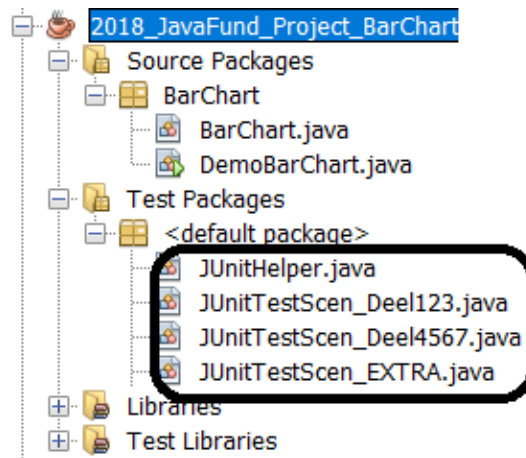 2018_JavaFund_Project_BarChart
Source Packages
BarChart
BarChart.java
DemoBarChart.java
Test Packages
<default package>
JUnitHelper.java
JUnitTestScen_Deel123.java
JUnitTestScen_Deel4567.java
JUnitTestScen_EXTRA.java
Libraries
Test Libraries